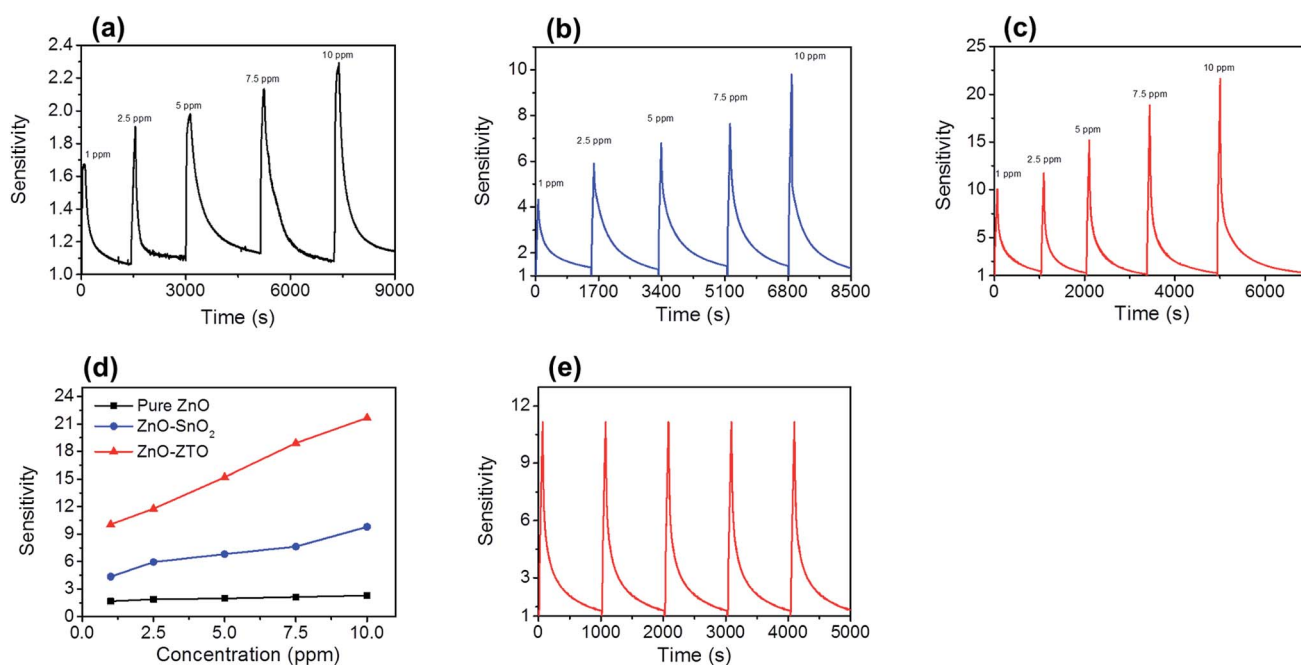 (a)
2.4
2.2
2.0
1.8
1.6
1.4
1.2
1.0
Sensitivity
1 ppm
2.5 ppm
5 ppm
7.5 ppm
10 ppm
0 3000 6000 9000
Time (s)
(b)
10
8
6
4
2
1
Sensitivity
1 ppm
2.5 ppm
5 ppm
7.5 ppm
10 ppm
0 1700 3400 5100 6800 8500
Time (s)
(c)
25
20
15
10
5
1
Sensitivity
1 ppm
2.5 ppm
5 ppm
7.5 ppm
10 ppm
0 2000 4000 6000
Time (s)
(d)
24
21
18
15
12
9
6
3
0
Sensitivity
Pure ZnO
ZnO-SnO₂
ZnO-ZTO
0.0 2.5 5.0 7.5 10.0
Concentration (ppm)
(e)
12
9
6
3
1
Sensitivity
0 1000 2000 3000 4000 5000
Time (s)